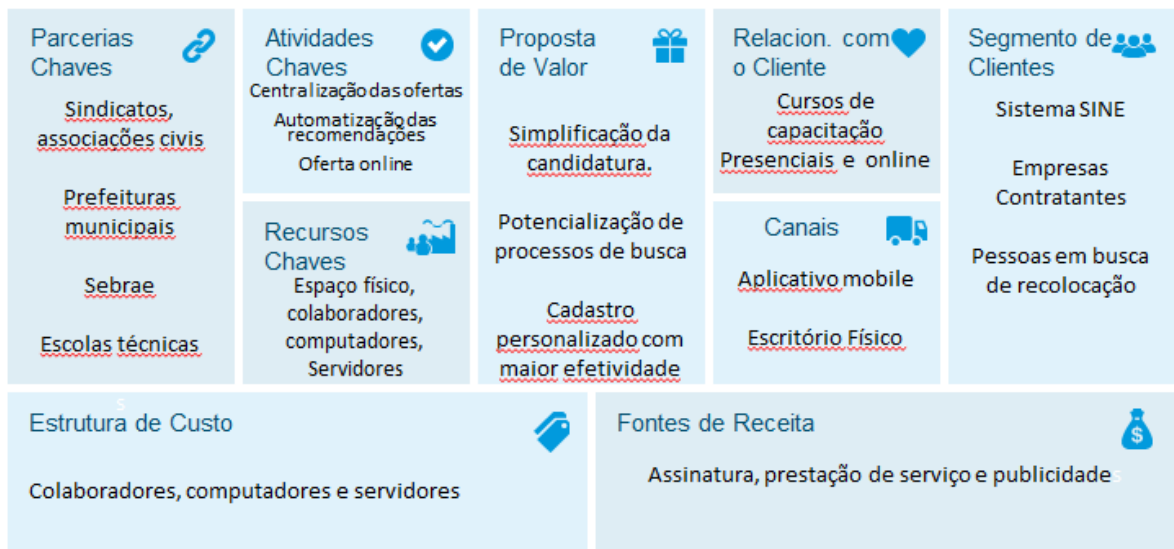 Parcerias
Chaves
Sindicatos,
associações civis
Prefeituras
municipais
Sebrae
Escolas técnicas
Atividades
Chaves
Centralização das ofertas
Automatização das
recomendações
Oferta online
Recursos
Chaves
Espaço físico,
colaboradores,
computadores,
Servidores
Proposta
de Valor
Simplificação da
candidatura.
Potencialização de
processos de busca
Cadastro
personalizado com
maior efetividade
Relacion. com
o Cliente
Cursos de
capacitação
Presenciais e online
Canais
Aplicativo mobile
Escritório Físico
Segmento de
Clientes
Sistema SINE
Empresas
Contratantes
Pessoas em busca
de recolocação
s
Estrutura de Custo
Colaboradores, computadores e servidores
Fontes de Receita
$
Assinatura, prestação de serviço e publicidades